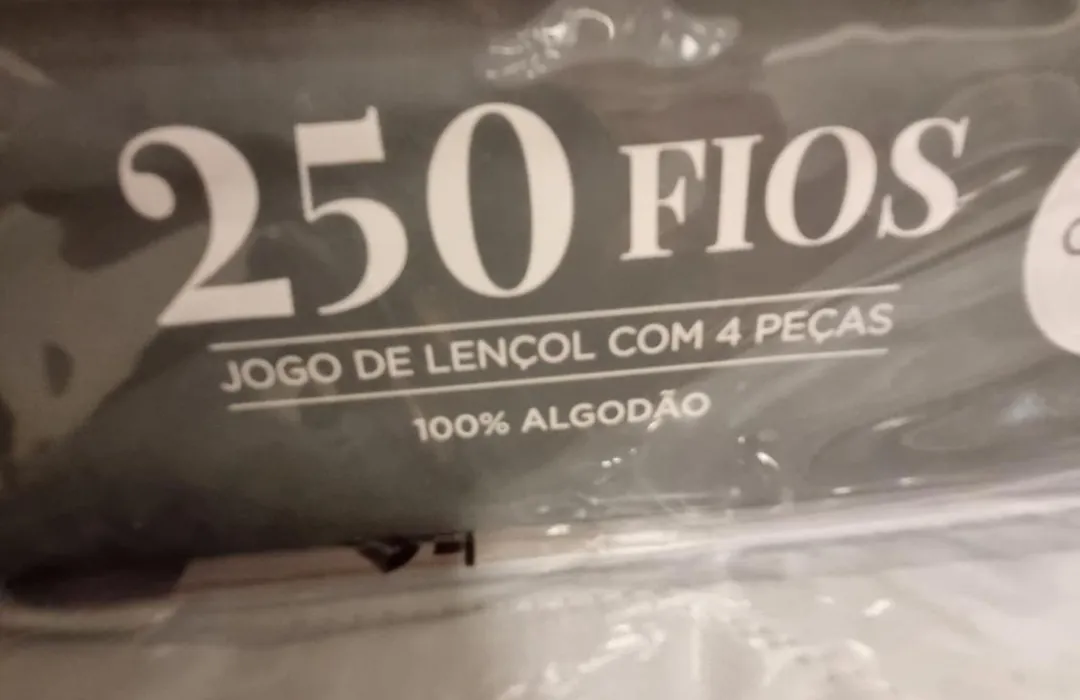 250 FIOS
JOGO DE LENÇOL COM 4 PEÇAS
100% ALGODÃO